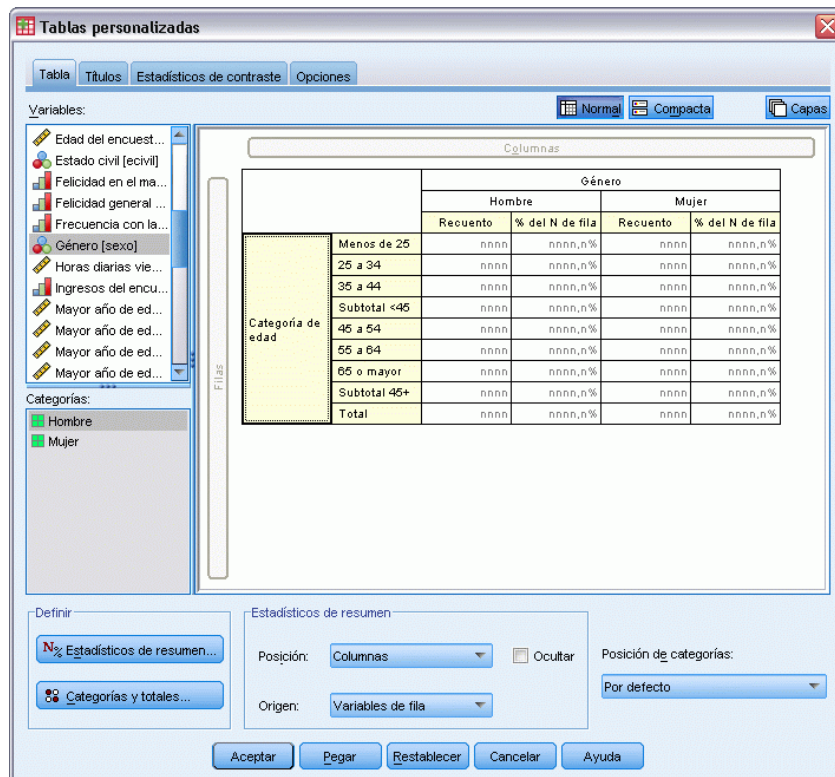 Tablas personalizadas
Tabla Títulos Estadísticos de contraste Opciones
Variables:
Normal Compacta Capas
Edad del encuest...
Estado civil [ecivil]
Felicidad en el ma...
Felicidad general ...
Frecuencia con la...
Género [sexo]
Horas diarias vie...
Ingresos del encu...
Mayor año de ed...
Mayor año de ed...
Mayor año de ed...
Mayor año de ed...
Categorías:
Hombre
Mujer
Columnas
Filas
Género
Hombre Mujer
Recuento % del N de fila Recuento % del N de fila
Categoría de edad
Menos de 25 nnnn nnnn,n% nnnn nnnn,n%
25 a 34 nnnn nnnn,n% nnnn nnnn,n%
35 a 44 nnnn nnnn,n% nnnn nnnn,n%
Subtotal <45 nnnn nnnn,n% nnnn nnnn,n%
45 a 54 nnnn nnnn,n% nnnn nnnn,n%
55 a 64 nnnn nnnn,n% nnnn nnnn,n%
65 o mayor nnnn nnnn,n% nnnn nnnn,n%
Subtotal 45+ nnnn nnnn,n% nnnn nnnn,n%
Total nnnn nnnn,n% nnnn nnnn,n%
Definir
N% Estadísticos de resumen...
Categorías y totales...
Estadísticos de resumen
Posición: Columnas Ocultar
Origen: Variables de fila
Posición de categorías:
Por defecto
Aceptar Pegar Restablecer Cancelar Ayuda